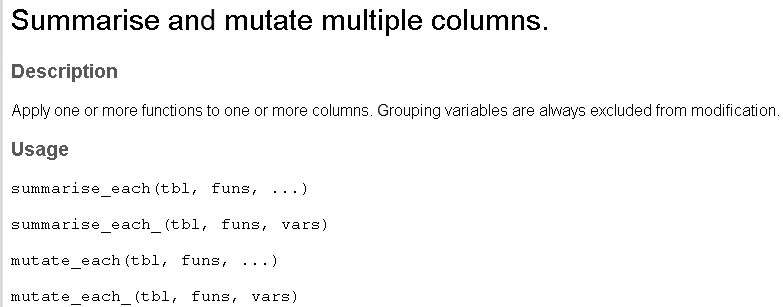 Summarise and mutate multiple columns.
Description
Apply one or more functions to one or more columns. Grouping variables are always excluded from modification.
Usage
summarise_each(tbl, funs, ...)
summarise_each_(tbl, funs, vars)
mutate_each(tbl, funs, ...)
mutate_each_(tbl, funs, vars)